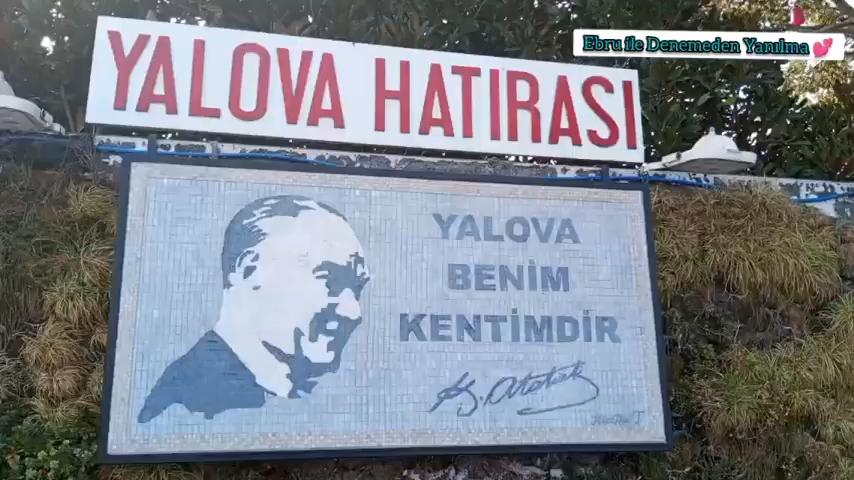 Ebru ile Denemeden Yanılma
YALOVA HATIRASI
YALOVA
BENİM
KENTİMDİR
K. Atatürk